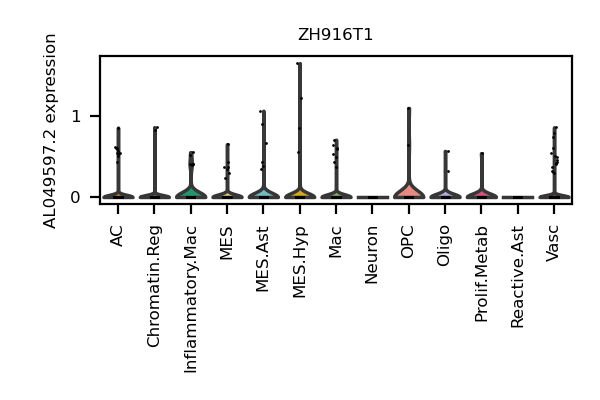 ZH916T1
AL049597.2 expression
1
0
AC
Chromatin.Reg
Inflammatory.Mac
MES
MES.Ast
MES.Hyp
Mac
Neuron
OPC
Oligo
Prolif.Metab
Reactive.Ast
Vasc